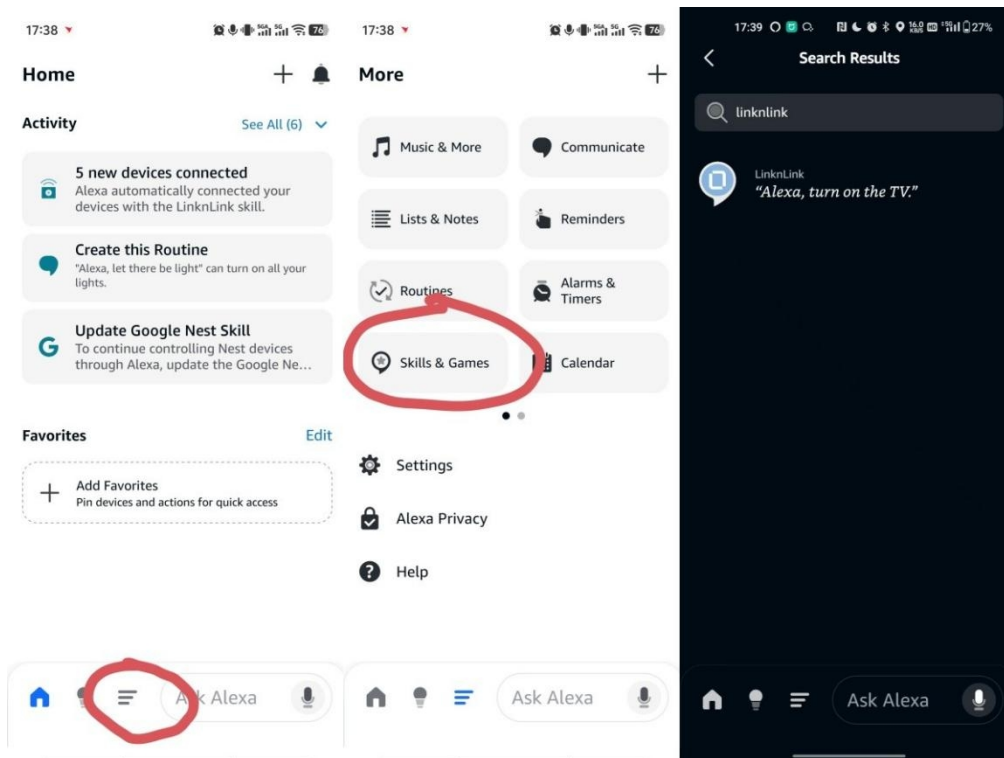 17:38
76
Home
Activity
See All (6)
5 new devices connected
Alexa automatically connected your
devices with the LinknLink skill.
Create this Routine
"Alexa, let there be light" can turn on all your
lights.
Update Google Nest Skill
To continue controlling Nest devices
through Alexa, update the Google Ne...
Favorites
Edit
Add Favorites
Pin devices and actions for quick access
Ask Alexa
17:38
76
More
Music & More
Communicate
Lists & Notes
Reminders
Routines
Alarms &
Timers
Skills & Games
Calendar
Settings
Alexa Privacy
Help
Ask Alexa
17:39
16.0
KB/S
27%
Search Results
linknlink
LinknLink
“Alexa, turn on the TV.”
Ask Alexa